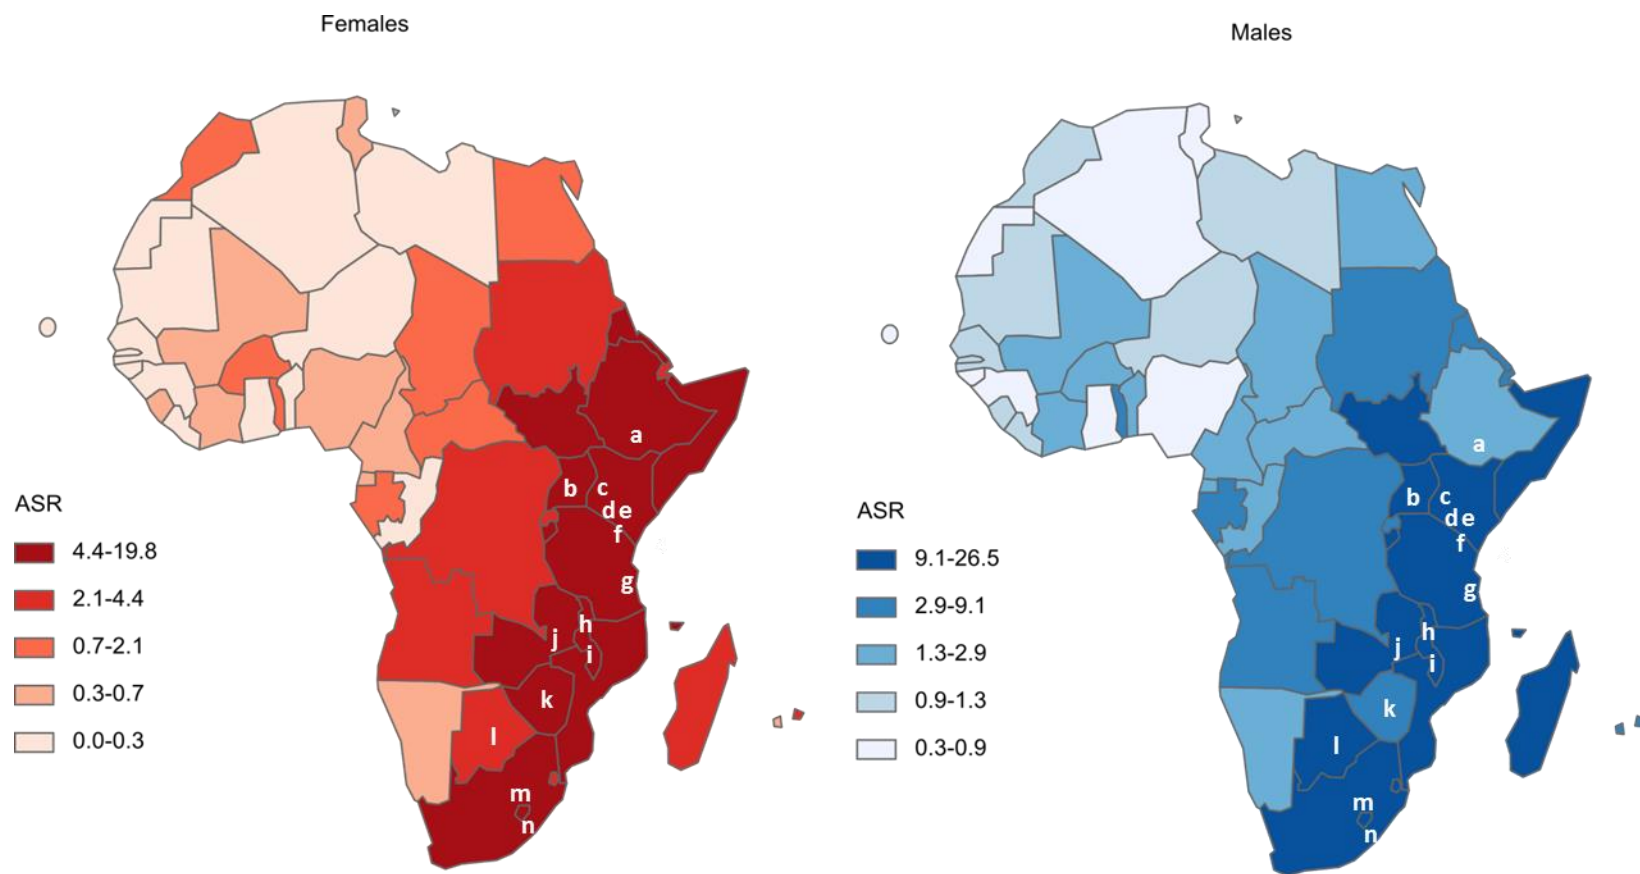 Females
Males
a
a
b
c
b
c
d e
d e
f
f
g
g
h
h
j
i
j
i
k
k
l
l
m
m
n
n
ASR
4.4-19.8
2.1-4.4
0.7-2.1
0.3-0.7
0.0-0.3
ASR
9.1-26.5
2.9-9.1
1.3-2.9
0.9-1.3
0.3-0.9